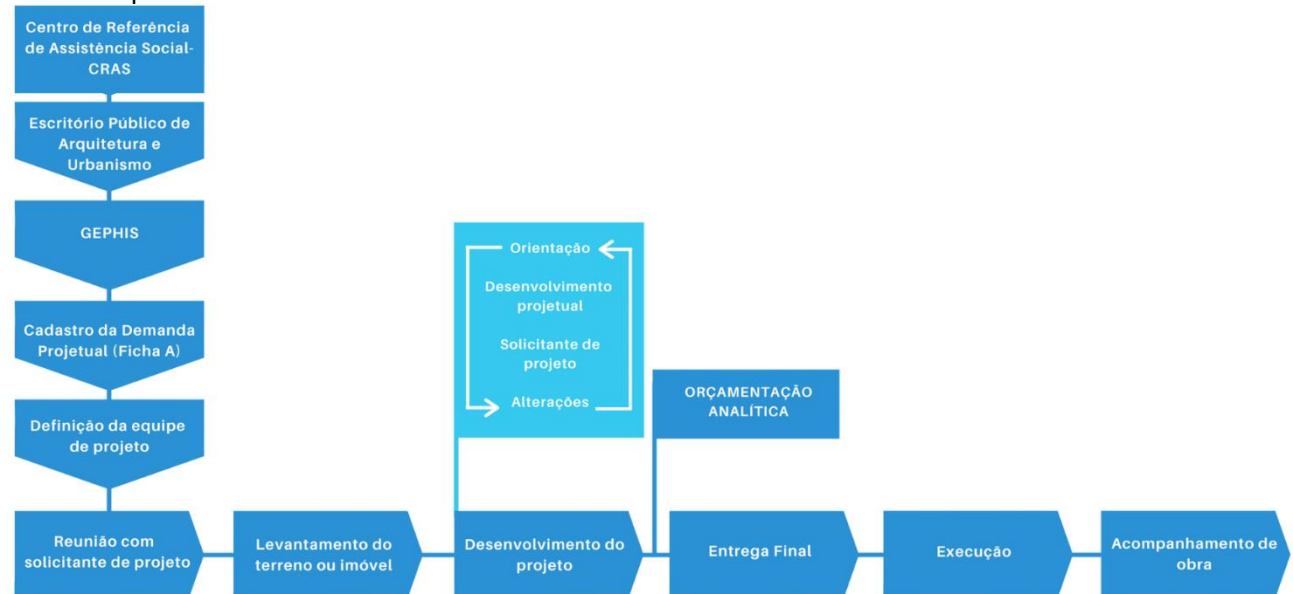 Centro de Referência
de Assistência Social-
CRAS
Escritório Público de
Arquitetura e
Urbanismo
GEPHIS
Cadastro da Demanda
Projetual (Ficha A)
Definição da equipe
de projeto
Reunião com
solicitante de projeto
Levantamento do
terreno ou imóvel
Orientação
Desenvolvimento
projetual
Solicitante de
projeto
Alterações
Desenvolvimento do
projeto
ORÇAMENTAÇÃO
ANALÍTICA
Entrega Final
Execução
Acompanhamento de
obra